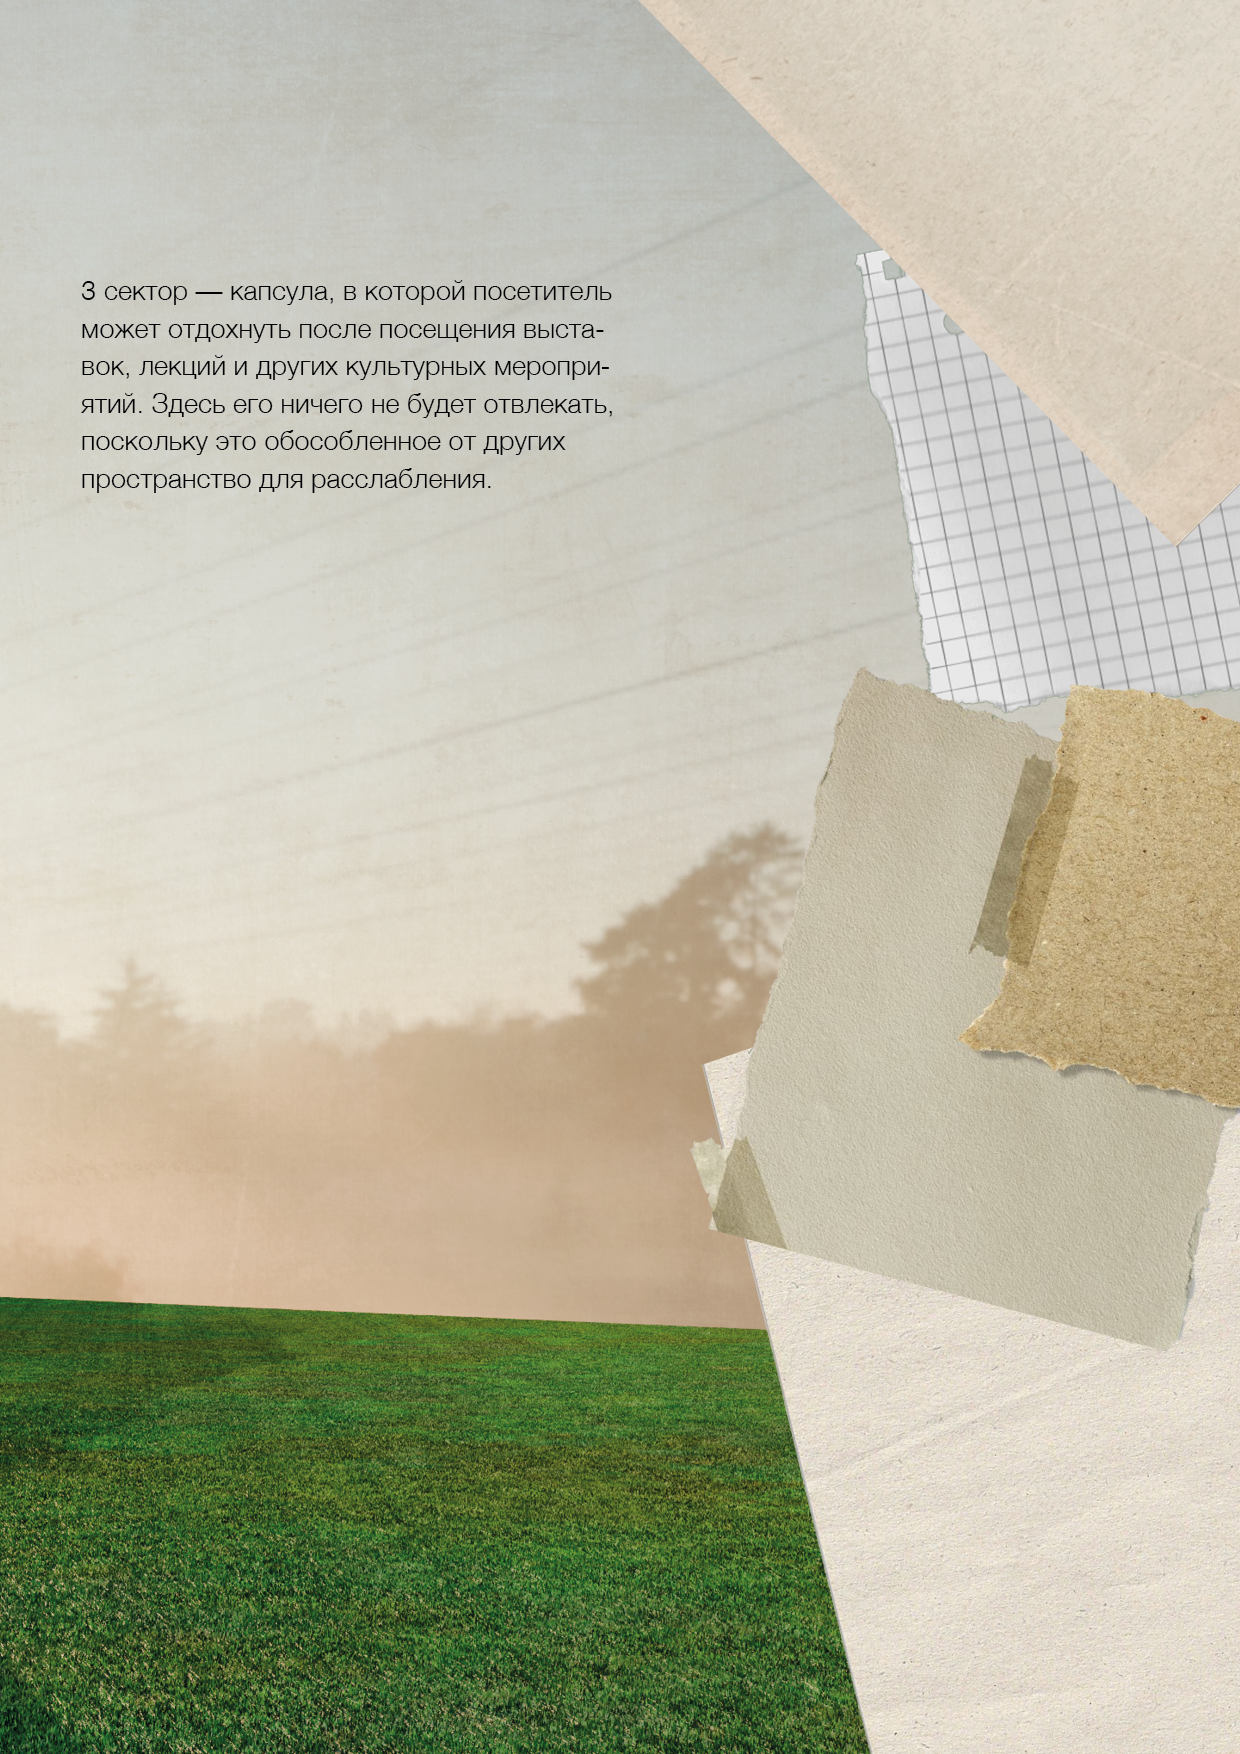 3 сектор — капсула, в которой посетитель
может отдохнуть после посещения выста-
вок, лекций и других культурных меропри-
ятий. Здесь его ничего не будет отвлекать,
поскольку это обособленное от других
пространство для расслабления.